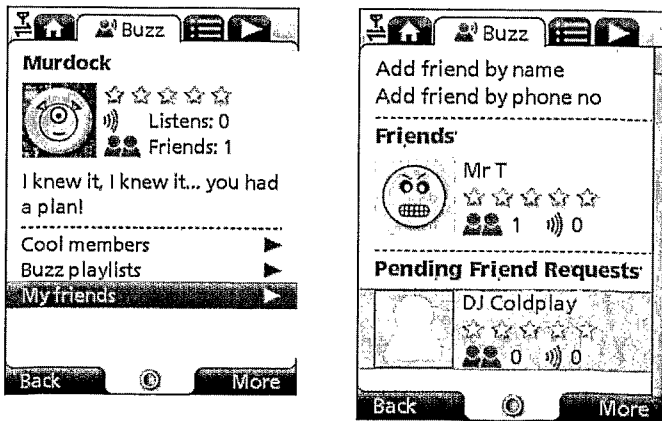 Buzz
Murdock
Listens: 0
Friends: 1
I knew it, I knew it... you had
a plan!
Cool members
Buzz playlists
My friends
Back
More
Buzz
Add friend by name
Add friend by phone no
Friends
Mr T
1 0
Pending Friend Requests
DJ Coldplay
0 0
Back
More